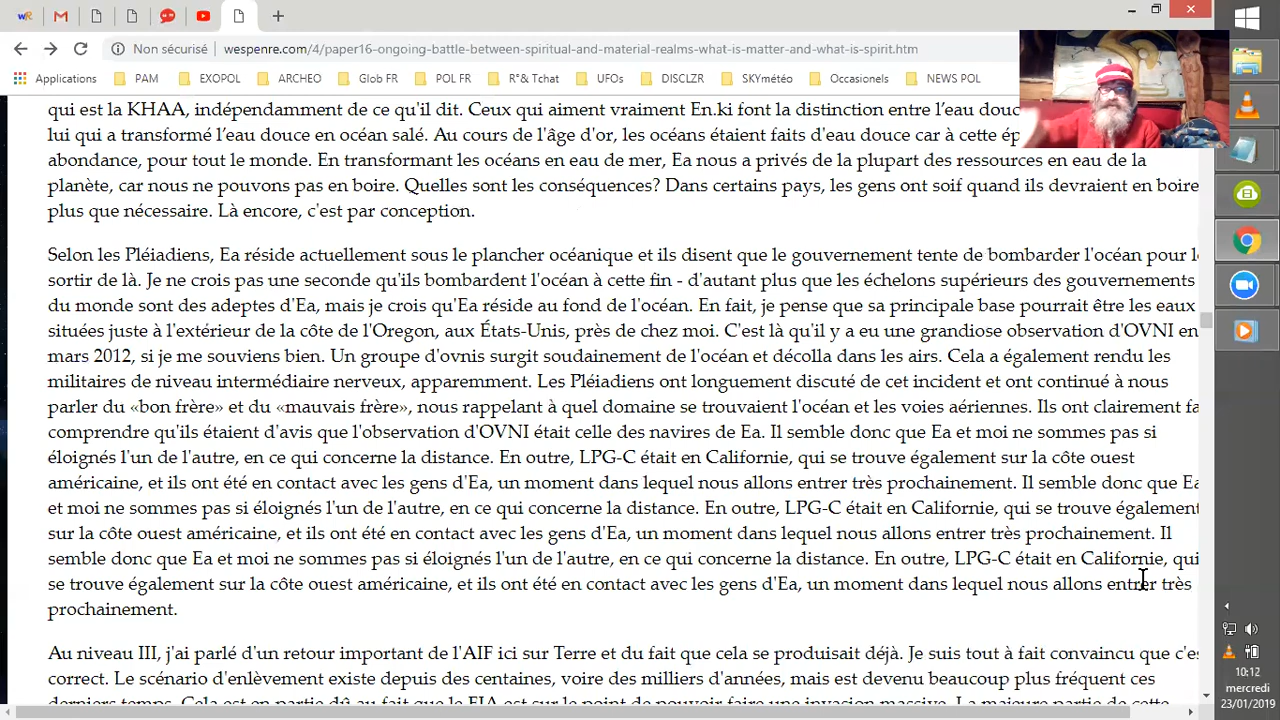 Non sécurisé
wespenre.com/4/paper16-ongoing-battle-between-spiritual-and-material-realms-what-is-matter-and-what-is-spirit.htm
Applications PAM EXOPOL ARCHEO Glob FR POL FR R"& Tchat UFOs DISCLZR SKYmétéo Occasionels NEWS POL
qui est la KHAA, indépendamment de ce qu'il dit. Ceux qui aiment vraiment En.ki font la distinction entre l'eau douc
lui qui a transformé l'eau douce en océan salé. Au cours de l'âge d'or, les océans étaient faits d'eau douce car à cette ép
abondance, pour tout le monde. En transformant les océans en eau de mer, Ea nous a privés de la plupart des ressources en eau de la
planète, car nous ne pouvons pas en boire. Quelles sont les conséquences? Dans certains pays, les gens ont soif quand ils devraient en boire
plus que nécessaire. Là encore, c'est par conception.
Selon les Pléiadiens, Ea réside actuellement sous le plancher océanique et ils disent que le gouvernement tente de bombarder l'océan pour l
sortir de là. Je ne crois pas une seconde qu'ils bombardent l'océan à cette fin - d'autant plus que les échelons supérieurs des gouvernements
du monde sont des adeptes d'Ea, mais je crois qu'Ea réside au fond de l'océan. En fait, je pense que sa principale base pourrait être les eaux
situées juste à l'extérieur de la côte de l'Oregon, aux États-Unis, près de chez moi. C'est là qu'il y a eu une grandiose observation d'OVNI en
mars 2012, si je me souviens bien. Un groupe d'ovnis surgit soudainement de l'océan et décolla dans les airs. Cela a également rendu les
militaires de niveau intermédiaire nerveux, apparemment. Les Pléiadiens ont longuement discuté de cet incident et ont continué à nous
parler du «bon frère» et du «mauvais frère», nous rappelant à quel domaine se trouvaient l'océan et les voies aériennes. Ils ont clairement fa
comprendre qu'ils étaient d'avis que l'observation d'OVNI était celle des navires de Ea. Il semble donc que Ea et moi ne sommes pas si
éloignés l'un de l'autre, en ce qui concerne la distance. En outre, LPG-C était en Californie, qui se trouve également sur la côte ouest
américaine, et ils ont été en contact avec les gens d'Ea, un moment dans lequel nous allons entrer très prochainement. Il semble donc que Ea
et moi ne sommes pas si éloignés l'un de l'autre, en ce qui concerne la distance. En outre, LPG-C était en Californie, qui se trouve également
sur la côte ouest américaine, et ils ont été en contact avec les gens d'Ea, un moment dans lequel nous allons entrer très prochainement. Il
semble donc que Ea et moi ne sommes pas si éloignés l'un de l'autre, en ce qui concerne la distance. En outre, LPG-C était en Californie, qui
se trouve également sur la côte ouest américaine, et ils ont été en contact avec les gens d'Ea, un moment dans lequel nous allons entrer très
prochainement.
Au niveau III, j'ai parlé d'un retour important de l'AIF ici sur Terre et du fait que cela se produisait déjà. Je suis tout à fait convaincu que c'es
correct. Le scénario d'enlèvement existe depuis des centaines, voire des milliers d'années, mais est devenu beaucoup plus fréquent ces
derniers temps. Cela est en partie dû au fait que le EIA est sur le point de pouvoir faire une invasion massive. La majeure partie de cette
10:12
mercredi
23/01/2019